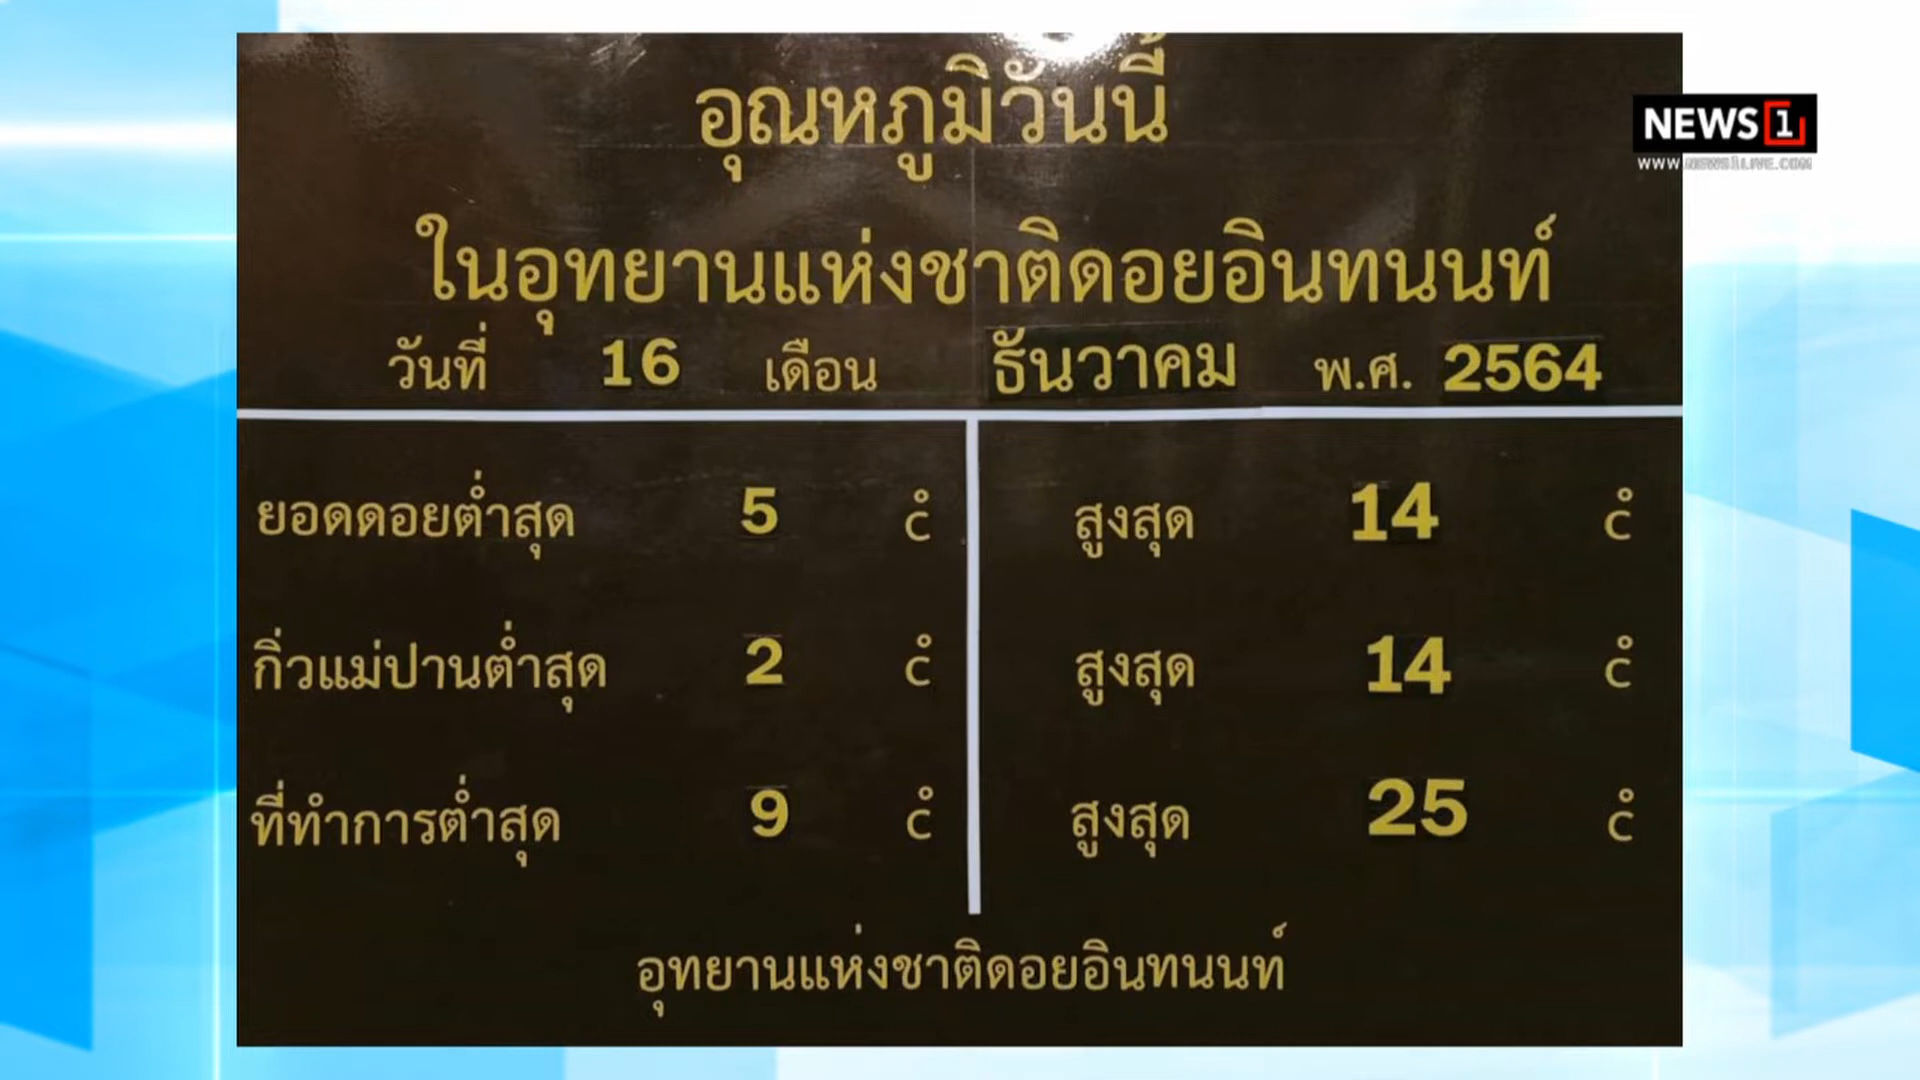 อุณหภูมิวันนี้
ในอุทยานแห่งชาติดอยอินทนนท์
วันที่ 16 เดือน ธันวาคม พ.ศ. 2564
ยอดดอยต่ำสุด 5 C° สูงสุด 14 C°
กิ่วแม่ปานต่ำสุด 2 C° สูงสุด 14 C°
ที่ทำการต่ำสุด 9 C° สูงสุด 25 C°
อุทยานแห่งชาติดอยอินทนนท์
NEWS 1
WWW.NEWS1LIVE.COM